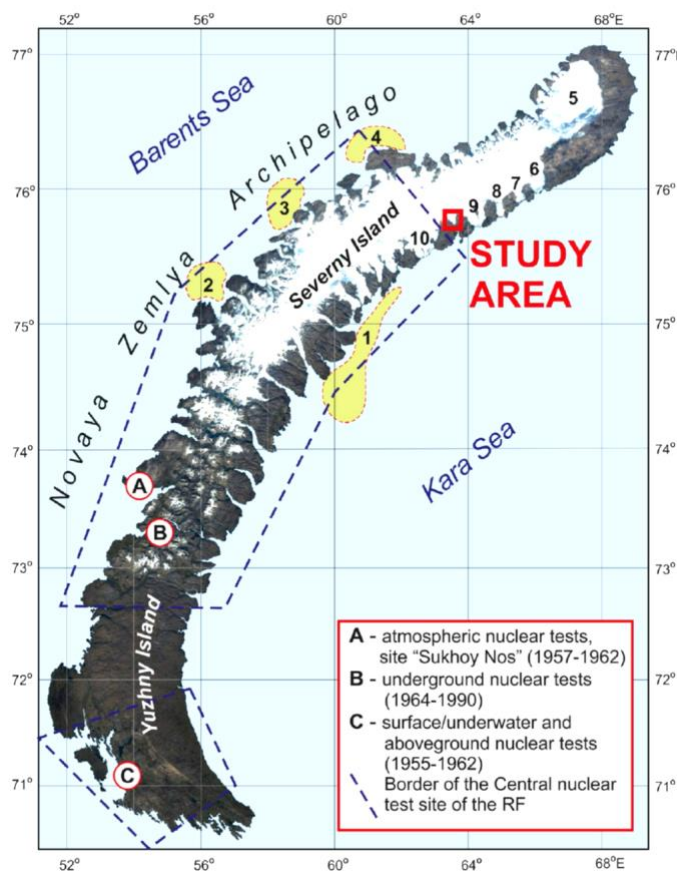 52° 56° 60° 64° 68°E
77° 77°
76° 76°
75° 75°
74° 74°
73° 73°
72° 72°
71° 71°
52° 56° 60° 64° 68°E
Barents Sea
Novaya Zemlya Archipelago
Severny Island
Yuzhny Island
Kara Sea
STUDY
AREA
5
4
6
7
8
9
3
10
2
1
A
B
C
A - atmospheric nuclear tests,
site "Sukhoy Nos" (1957-1962)
B - underground nuclear tests
(1964-1990)
C - surface/underwater and
aboveground nuclear tests
(1955-1962)
Border of the Central nuclear
test site of the RF